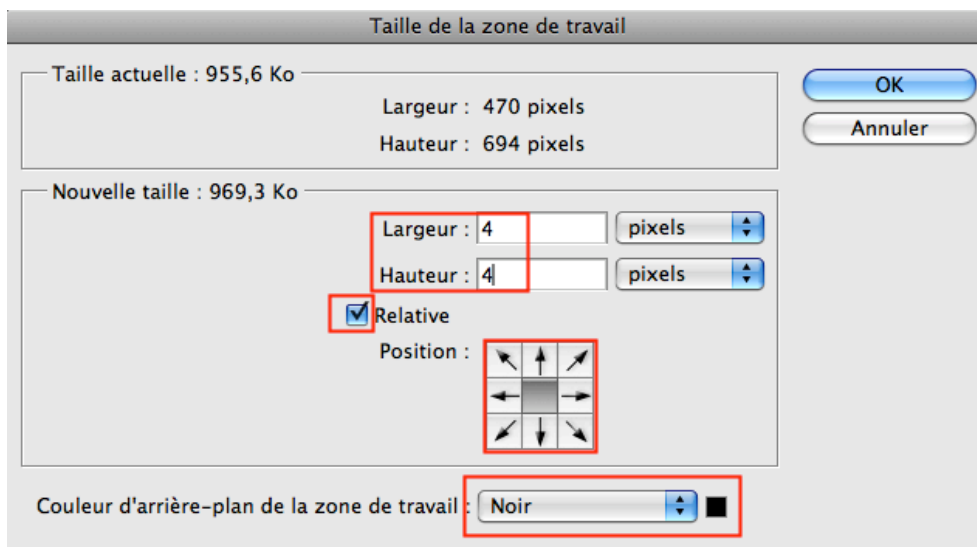 Taille de la zone de travail
Taille actuelle : 955,6 Ko
Largeur : 470 pixels
Hauteur : 694 pixels
OK
Annuler
Nouvelle taille : 969,3 Ko
Largeur : 4 pixels
Hauteur : 4 pixels
Relative
Position :
Couleur d'arrière-plan de la zone de travail : Noir